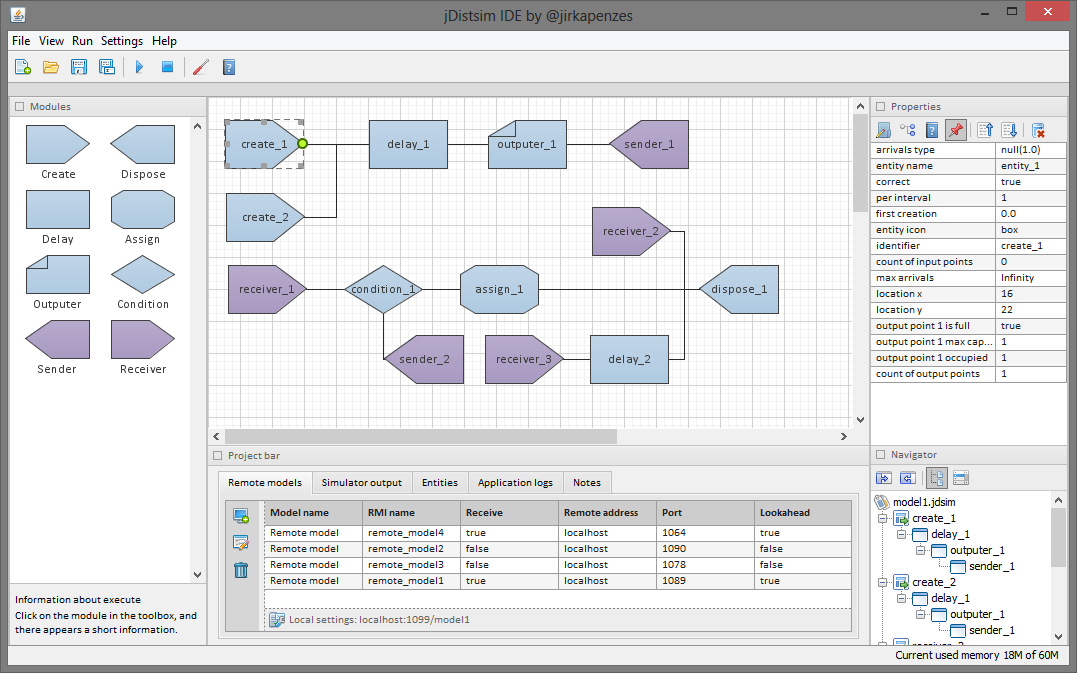 jDistsim IDE by @jirkapenzes
File View Run Settings Help
Modules
Create Dispose
Delay Assign
Outputer Condition
Sender Receiver
Information about execute
Click on the module in the toolbox, and
there appears a short information.
create_1 delay_1 outputer_1 sender_1
create_2 receiver_2
receiver_1 condition_1 assign_1 dispose_1
sender_2 receiver_3 delay_2
Project bar
Remote models Simulator output Entities Application logs Notes
Model name RMI name Receive Remote address Port Lookahead
Remote model remote_model4 true localhost 1064 true
Remote model remote_model2 false localhost 1090 false
Remote model remote_model3 false localhost 1078 false
Remote model remote_model1 true localhost 1089 true
Local settings: localhost:1099/model1
Properties
arrivals type null(1.0)
entity name entity_1
correct true
per interval 1
first creation 0.0
entity icon box
identifier create_1
count of input points 0
max arrivals Infinity
location x 16
location y 22
output point 1 is full true
output point 1 max cap... 1
output point 1 occupied 1
count of output points 1
Navigator
model1.jdsim
create_1
delay_1
outputer_1
sender_1
create_2
delay_1
outputer_1
sender_1
Current used memory 18M of 60M